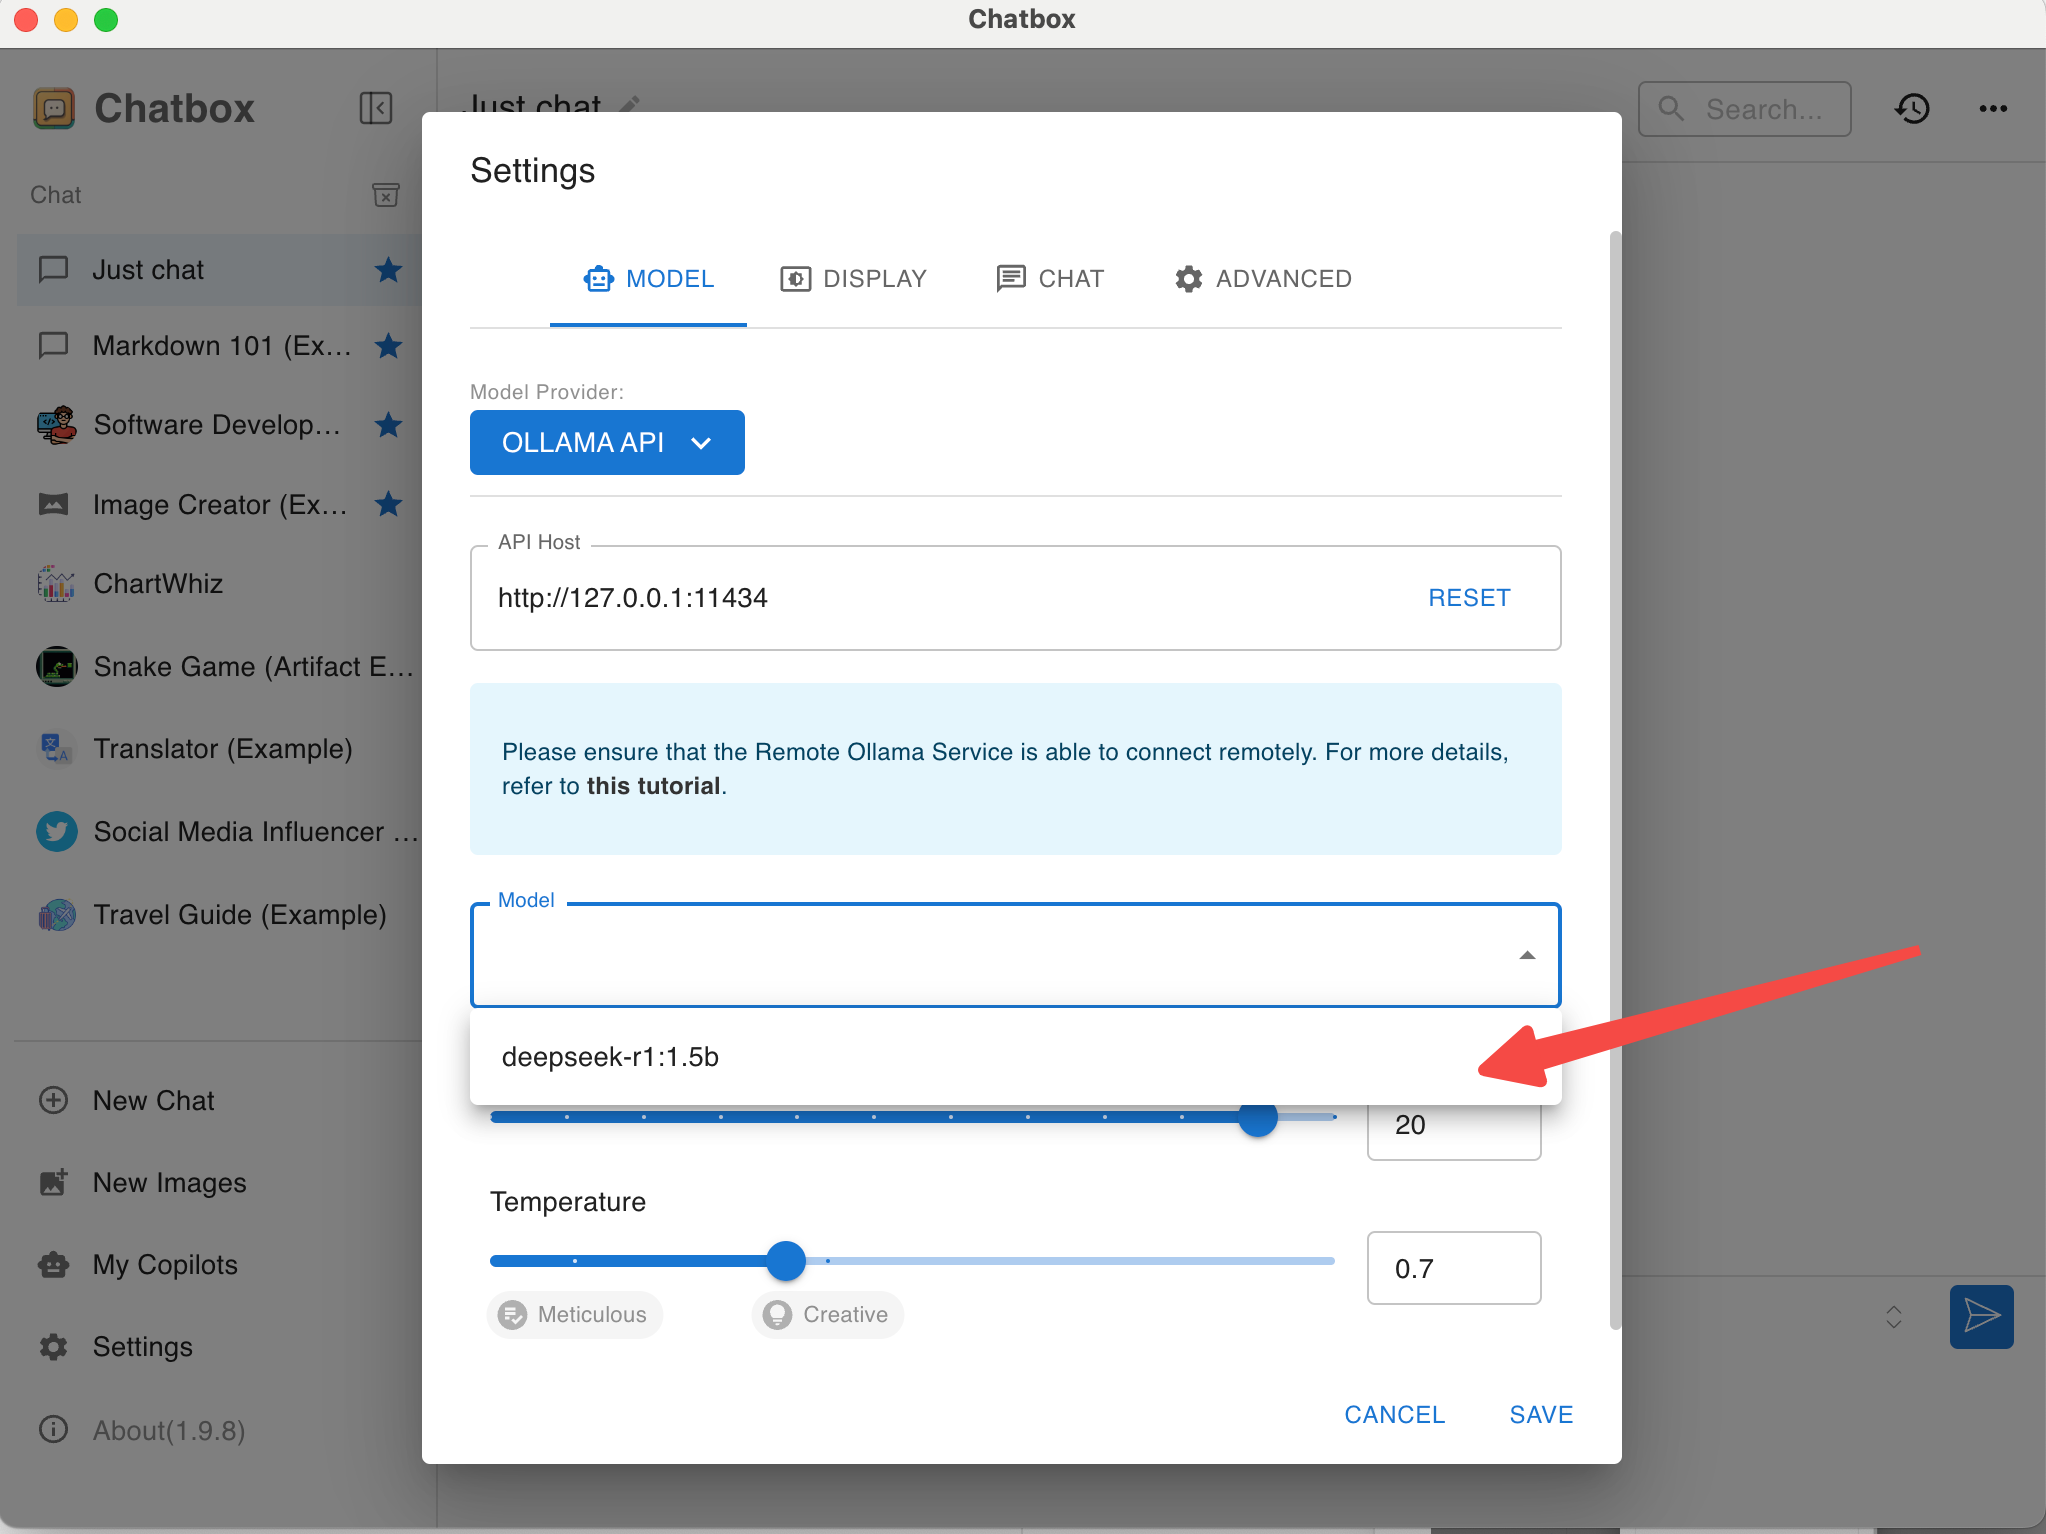 Chatbox
Chatbox
Chat
Just chat
Markdown 101 (Ex...
Software Develop...
Image Creator (Ex...
ChartWhiz
Snake Game (Artifact E...
Translator (Example)
Social Media Influencer ...
Travel Guide (Example)
New Chat
New Images
My Copilots
Settings
About(1.9.8)
Just chat
Search...
Settings
MODEL
DISPLAY
CHAT
ADVANCED
Model Provider:
OLLAMA API
API Host
http://127.0.0.1:11434
RESET
Please ensure that the Remote Ollama Service is able to connect remotely. For more details,
refer to this tutorial.
Model
deepseek-r1:1.5b
20
Temperature
0.7
Meticulous
Creative
CANCEL
SAVE